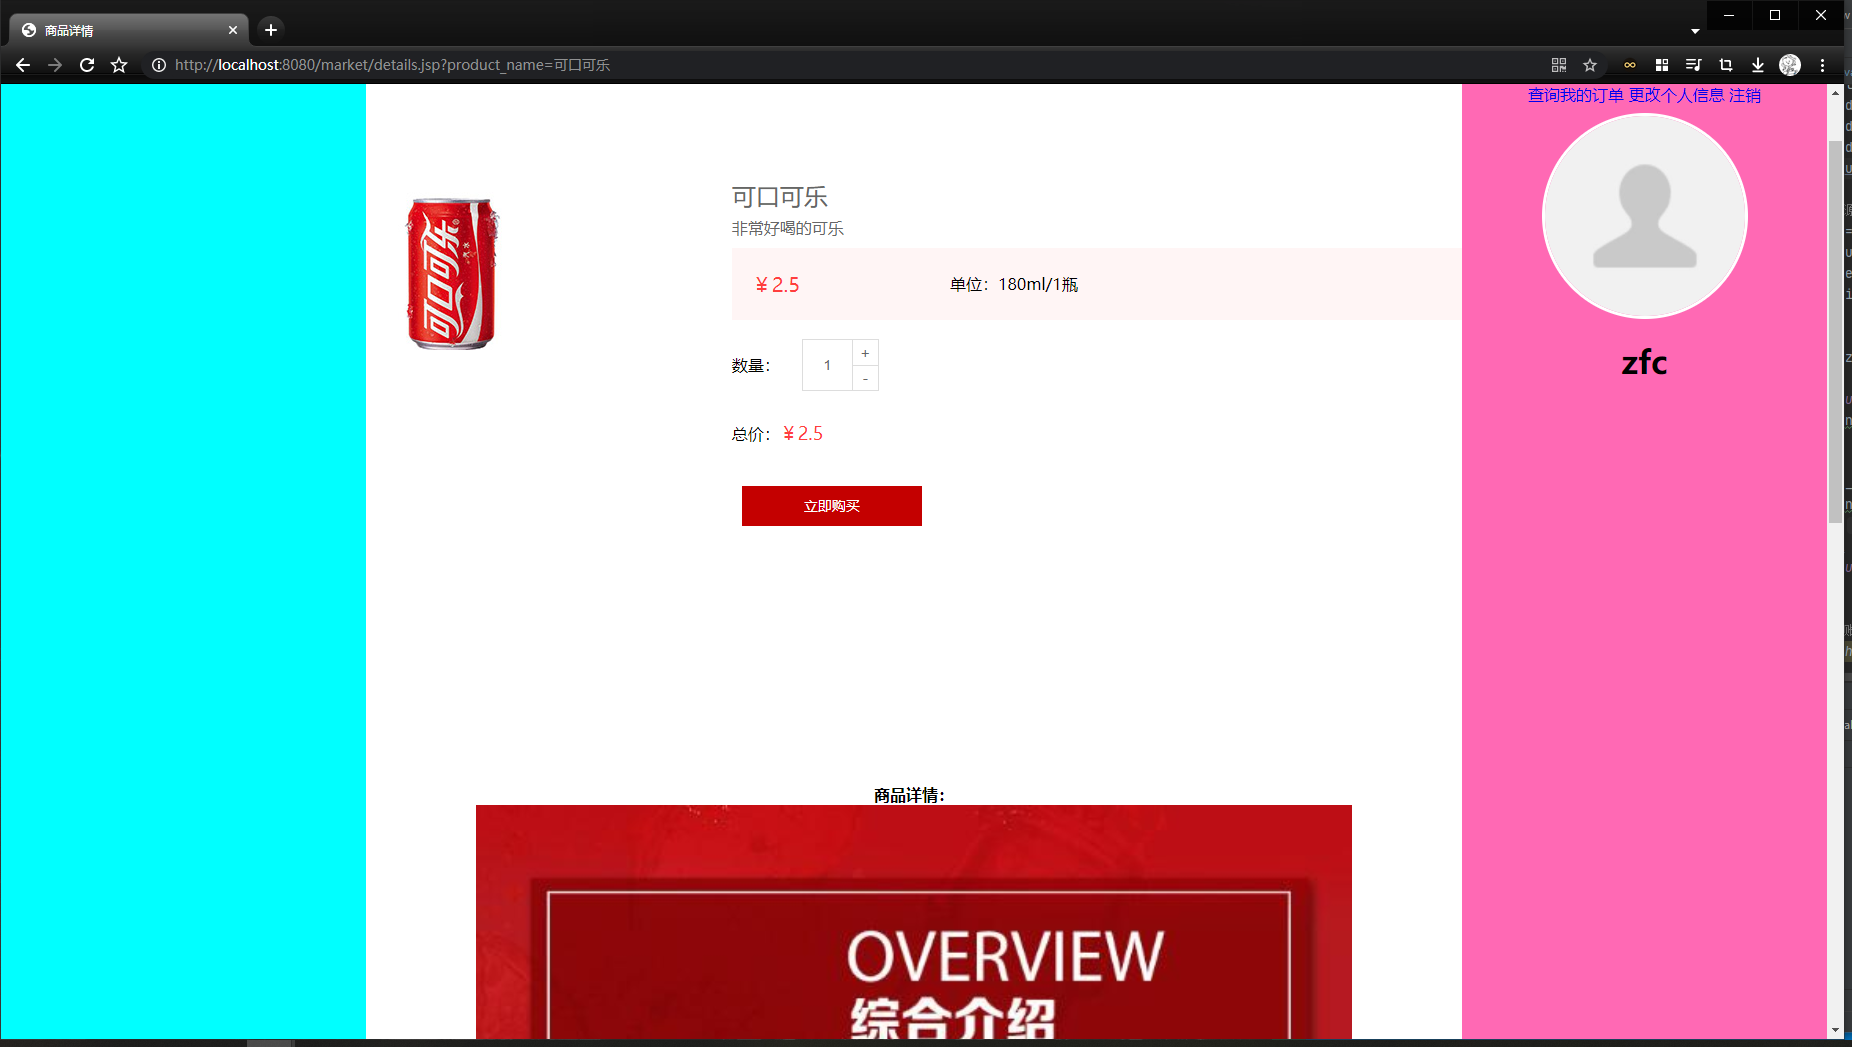 商品详情
http://localhost:8080/market/details.jsp?product_name=可口可乐
查询我的订单 更改个人信息 注销
可口可乐
可口可乐
非常好喝的可乐
¥ 2.5
单位：180ml/1瓶
zfc
数量：
1
+
-
总价：
¥ 2.5
立即购买
商品详情：
OVERVIEW
综合介绍